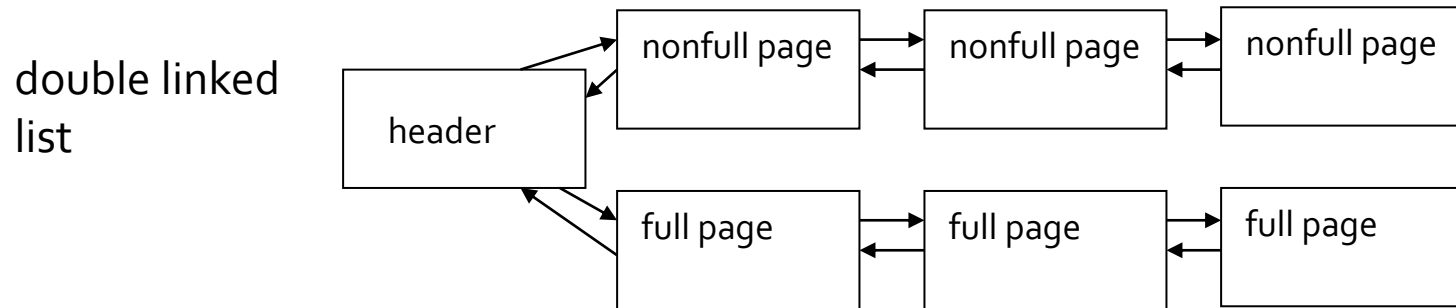 double linked
list
header
nonfull page
nonfull page
nonfull page
full page
full page
full page